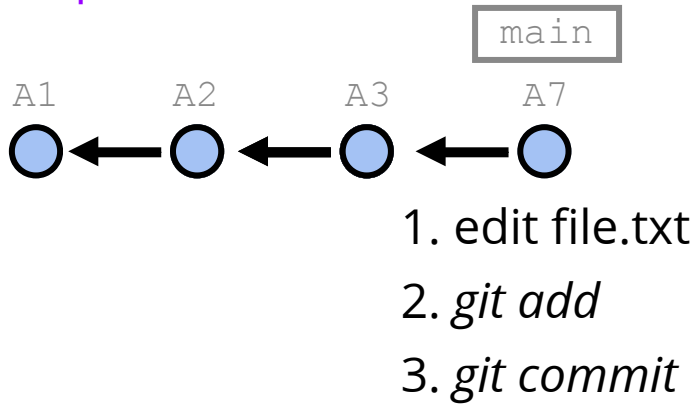 main
A1 A2 A3 A7
1. edit file.txt
2. git add
3. git commit